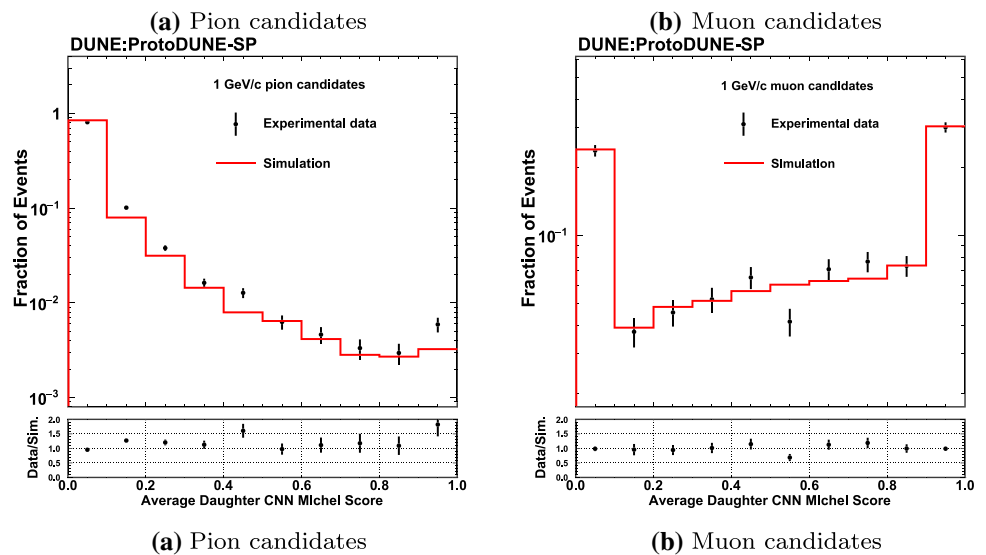 (a) Pion candidates
(b) Muon candidates
DUNE:ProtoDUNE-SP
DUNE:ProtoDUNE-SP
1 GeV/c pion candidates
Experimental data
Simulation
Fraction of Events
1
10⁻¹
10⁻²
10⁻³
1 GeV/c muon candidates
Experimental data
SImulation
Fraction of Events
10⁻¹
Data/Sim.
2.0
1.5
1.0
0.5
0.0
0.0 0.2 0.4 0.6 0.8 1.0
Average Daughter CNN MIchel Score
Data/Sim.
2.0
1.5
1.0
0.5
0.0
0.0 0.2 0.4 0.6 0.8 1.0
Average Daughter CNN MIchel Score
(a) Pion candidates
(b) Muon candidates